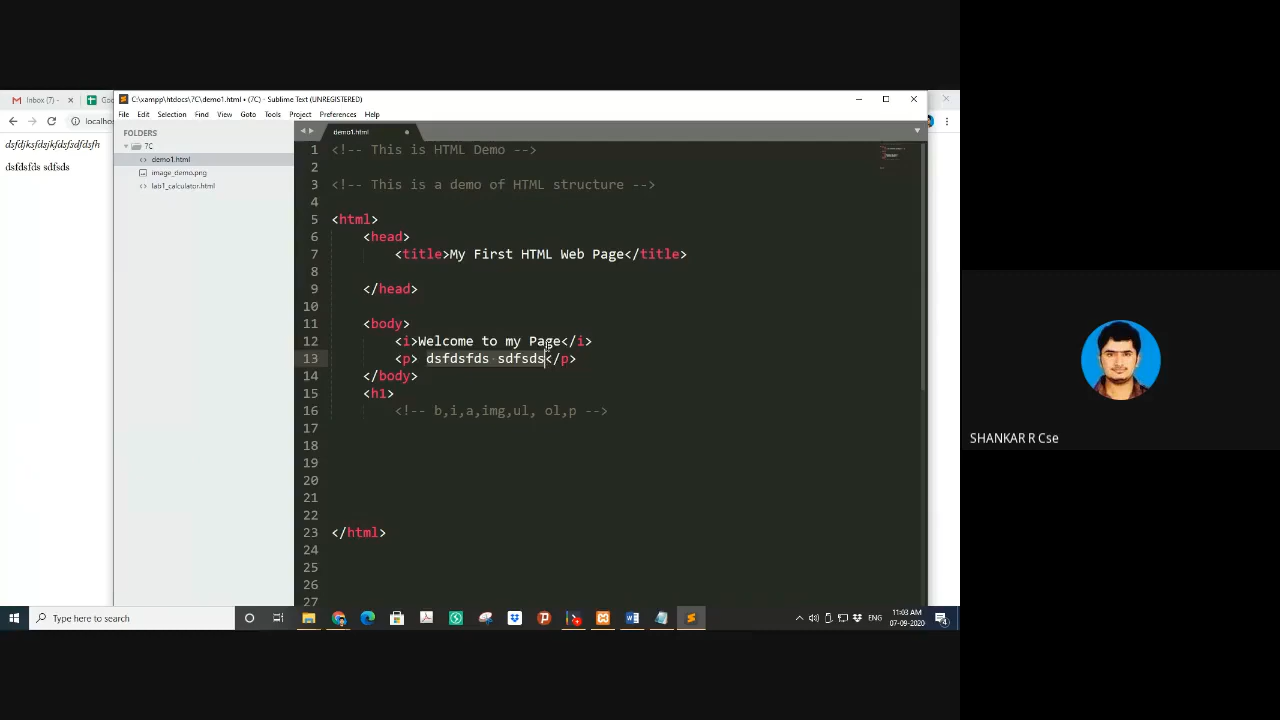 C:\xampp\htdocs\7C\demo1.html • (7C) - Sublime Text (UNREGISTERED)
Inbox (7) -
Goo
File Edit Selection Find View Goto Tools Project Preferences Help
localhos
FOLDERS
7C
demo1.html
image_demo.png
lab1_calculator.html
dsfdsfds sdfsds
demo1.html
1 <!-- This is HTML Demo -->
2
3 <!-- This is a demo of HTML structure -->
4
5 <html>
6 <head>
7 <title>My First HTML Web Page</title>
8
9 </head>
10
11 <body>
12 <i>Welcome to my Page</i>
13 <p> dsfdsfds sdfsds</p>
14 </body>
15 <h1>
16 <!-- b,i,a,img,ul, ol,p -->
17
18
19
20
21
22
23 </html>
24
25
26
27
SHANKAR R Cse
Type here to search
ENG
11:03 AM
07-09-2020
4